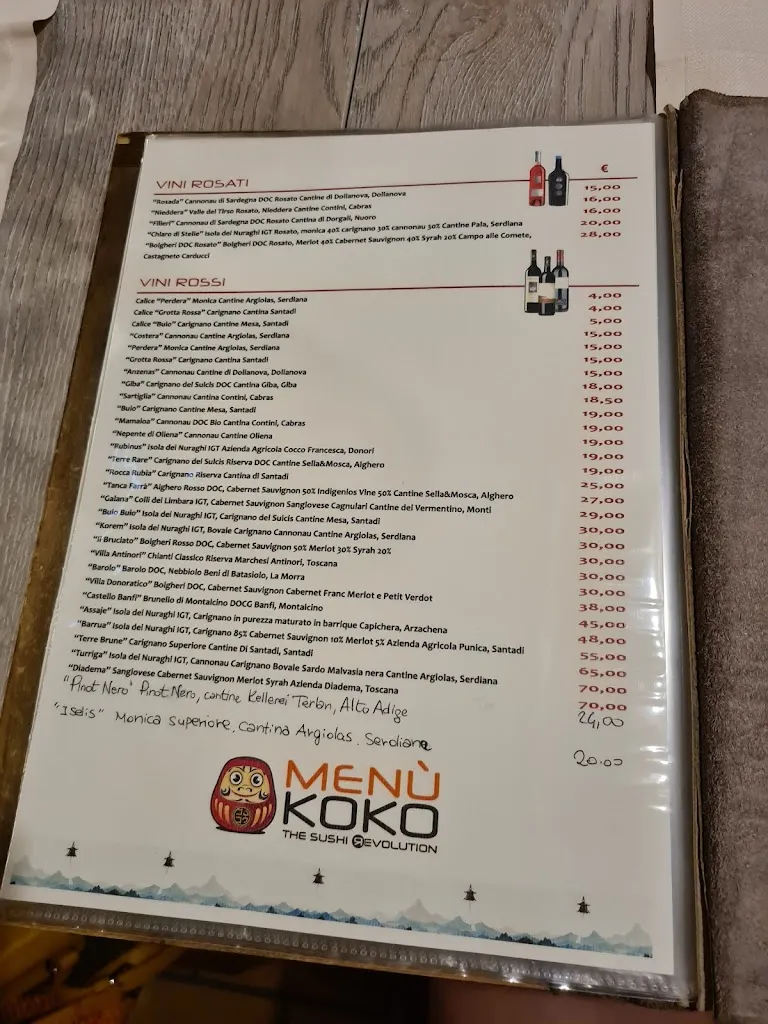 VINI ROSATI €
"Rosada" Cannonau di Sardegna DOC Rosato Cantine di Dolianova, Dolianova 15,00
"Nieddera" Valle del Tirso Rosato, Nieddera Cantine Contini, Cabras 16,00
"Filieri" Cannonau di Sardegna DOC Rosato Cantina di Dorgali, Nuoro 16,00
"Chiaro di Stelle" Isola dei Nuraghi IGT Rosato, monica 40% carignano 30% cannonau 30% Cantine Pala, Serdiana 20,00
"Bolgheri DOC Rosato" Bolgheri DOC Rosato, Merlot 40% Cabernet Sauvignon 40% Syrah 20% Campo alle Comete, 28,00
Castagneto Carducci
VINI ROSSI
Calice "Perdera" Monica Cantine Argiolas, Serdiana 4,00
Calice "Grotta Rossa" Carignano Cantina Santadi 4,00
Calice "Buio" Carignano Cantine Mesa, Santadi 5,00
"Costera" Cannonau Cantine Argiolas, Serdiana 15,00
"Perdera" Monica Cantine Argiolas, Serdiana 15,00
"Grotta Rossa" Carignano Cantina Santadi 15,00
"Anzenas" Cannonau Cantine di Dolianova, Dolianova 15,00
"Giba" Carignano del Sulcis DOC Cantina Giba, Giba 18,00
"Sartiglia" Cannonau Cantina Contini, Cabras 18,50
"Buio" Carignano Cantine Mesa, Santadi 19,00
"Mamaioa" Cannonau DOC Bio Cantina Contini, Cabras 19,00
"Nepente di Oliena" Cannonau Cantine Oliena 19,00
"Rubinus" Isola dei Nuraghi IGT Azienda Agricola Cocco Francesca, Donori 19,00
"Terre Rare" Carignano del Sulcis Riserva DOC Cantine Sella&Mosca, Alghero 19,00
"Rocca Rubia" Carignano Riserva Cantina di Santadi 25,00
"Tanca Farrà" Alghero Rosso DOC, Cabernet Sauvignon 50% Indigenios Vine 50% Cantine Sella&Mosca, Alghero 27,00
"Galana" Colli del Limbara IGT, Cabernet Sauvignon Sangiovese Cagnulari Cantine del Vermentino, Monti 29,00
"Buio Buio" Isola dei Nuraghi IGT, Carignano del Sulcis Cantine Mesa, Santadi 30,00
"Korem" Isola dei Nuraghi IGT, Bovale Carignano Cannonau Cantine Argiolas, Serdiana 30,00
"Il Bruciato" Bolgheri Rosso DOC, Cabernet Sauvignon 50% Merlot 30% Syrah 20% 30,00
"Villa Antinori" Chianti Classico Riserva Marchesi Antinori, Toscana 30,00
"Barolo" Barolo DOC, Nebbiolo Beni di Batasiolo, La Morra 38,00
"Villa Donoratico" Bolgheri DOC, Cabernet Sauvignon Cabernet Franc Merlot e Petit Verdot 45,00
"Castello Banfi" Brunello di Montalcino DOCG Banfi, Montalcino 48,00
"Assaje" Isola dei Nuraghi IGT, Carignano in purezza maturato in barrique Capichera, Arzachena 55,00
"Barrua" Isola dei Nuraghi IGT, Carignano 85% Cabernet Sauvignon 10% Merlot 5% Azienda Agricola Punica, Santadi 65,00
"Terre Brune" Carignano Superiore Cantine Di Santadi, Santadi 70,00
"Turriga" Isola dei Nuraghi IGT, Cannonau Carignano Bovale Sardo Malvasia nera Cantine Argiolas, Serdiana 70,00
"Diadema" Sangiovese Cabernet Sauvignon Merlot Syrah Azienda Diadema, Toscana
"Pinot Nero" Pinot Nero, cantine Kellerei Terlan, Alto Adige 24,00
"Iselis" Monica superiore, Cantina Argiolas, Serdiana 20.00
MENÙ
KOKO
THE SUSHI REVOLUTION